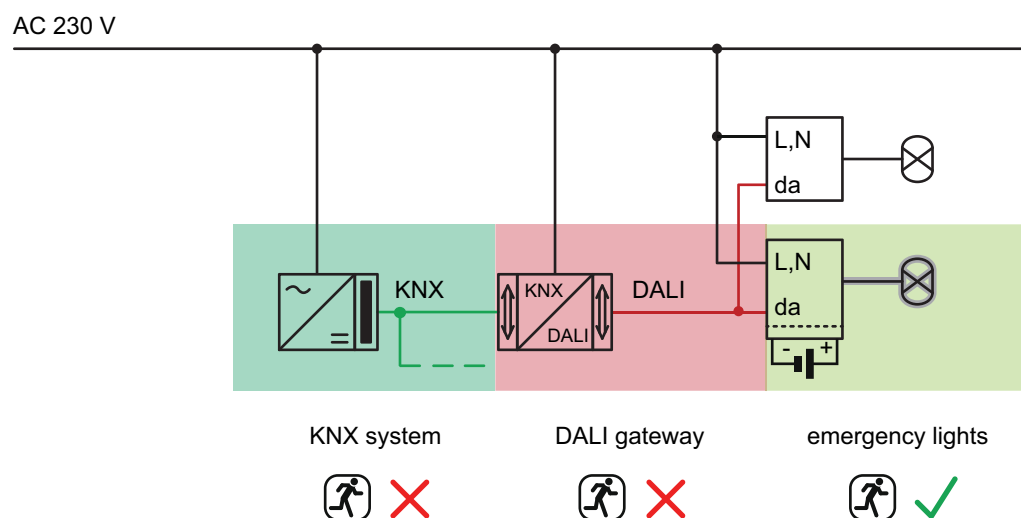 AC 230 V
L,N
da
L,N
KNX
KNX
DALI
da
DALI
- +
KNX system
DALI gateway
emergency lights